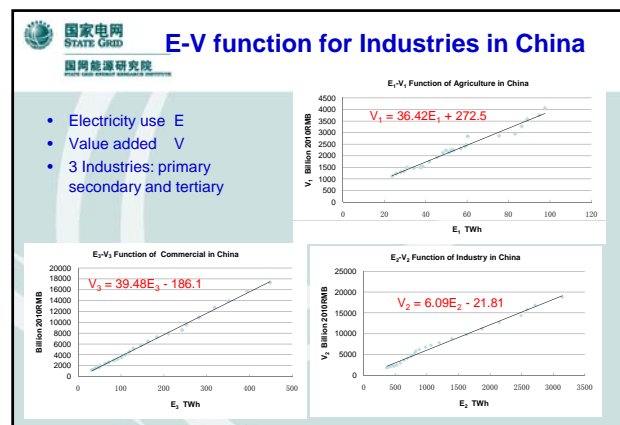 国家电网
STATE GRID
国网能源研究院
STATE GRID ENERGY RESEARCH INSTITUTE
E-V function for Industries in China
• Electricity use E
• Value added V
• 3 Industries: primary
secondary and tertiary
E1-V1 Function of Agriculture in China
V1 = 36.42E1 + 272.5
V1 Billion 2010RMB
4500
4000
3500
3000
2500
2000
1500
1000
500
0
0 20 40 60 80 100 120
E1 TWh
E3-V3 Function of Commercial in China
V3 = 39.48E3 - 186.1
Billion 2010RMB
20000
18000
16000
14000
12000
10000
8000
6000
4000
2000
0
0 100 200 300 400 500
E3 TWh
E2-V2 Function of Industry in China
V2 = 6.09E2 - 21.81
V2 Billion 2010RMB
25000
20000
15000
10000
5000
0
0 500 1000 1500 2000 2500 3000 3500
E2 TWh